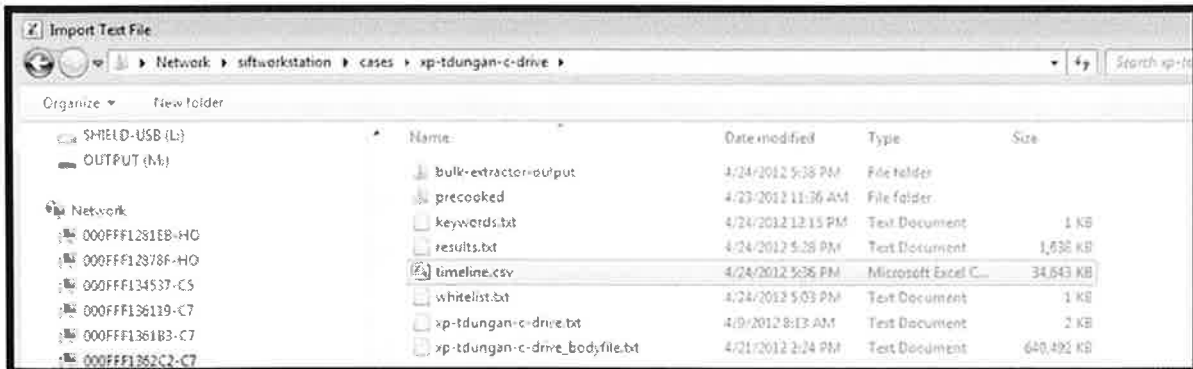 Import Text File
Network ▸ siftworkstation ▸ cases ▸ xp-tdungan-c-drive ▸
Search xp-td
Organize New folder
SHIELD-USB (L:)
OUTPUT (M:)
Network
000FFF1281EB-HO
000FFF12878F-HO
000FFF134537-C5
000FFF136119-C7
000FFF1361B3-C7
000FFF1362C2-C7
Name Date modified Type Size
bulk-extractor-output 4/24/2012 5:38 PM File folder
precooked 4/23/2012 11:36 AM File folder
keywords.txt 4/24/2012 12:15 PM Text Document 1 KB
results.txt 4/24/2012 5:28 PM Text Document 1,638 KB
timeline.csv 4/24/2012 5:36 PM Microsoft Excel C... 34,643 KB
whitelist.txt 4/24/2012 5:03 PM Text Document 1 KB
xp-tdungan-c-drive.txt 4/9/2012 8:13 AM Text Document 2 KB
xp-tdungan-c-drive_bodyfile.txt 4/21/2012 2:24 PM Text Document 640,492 KB